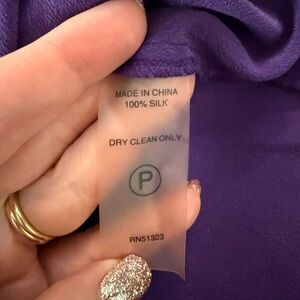 MADE IN CHINA
100% SILK
DRY CLEAN ONLY
P
RN51323